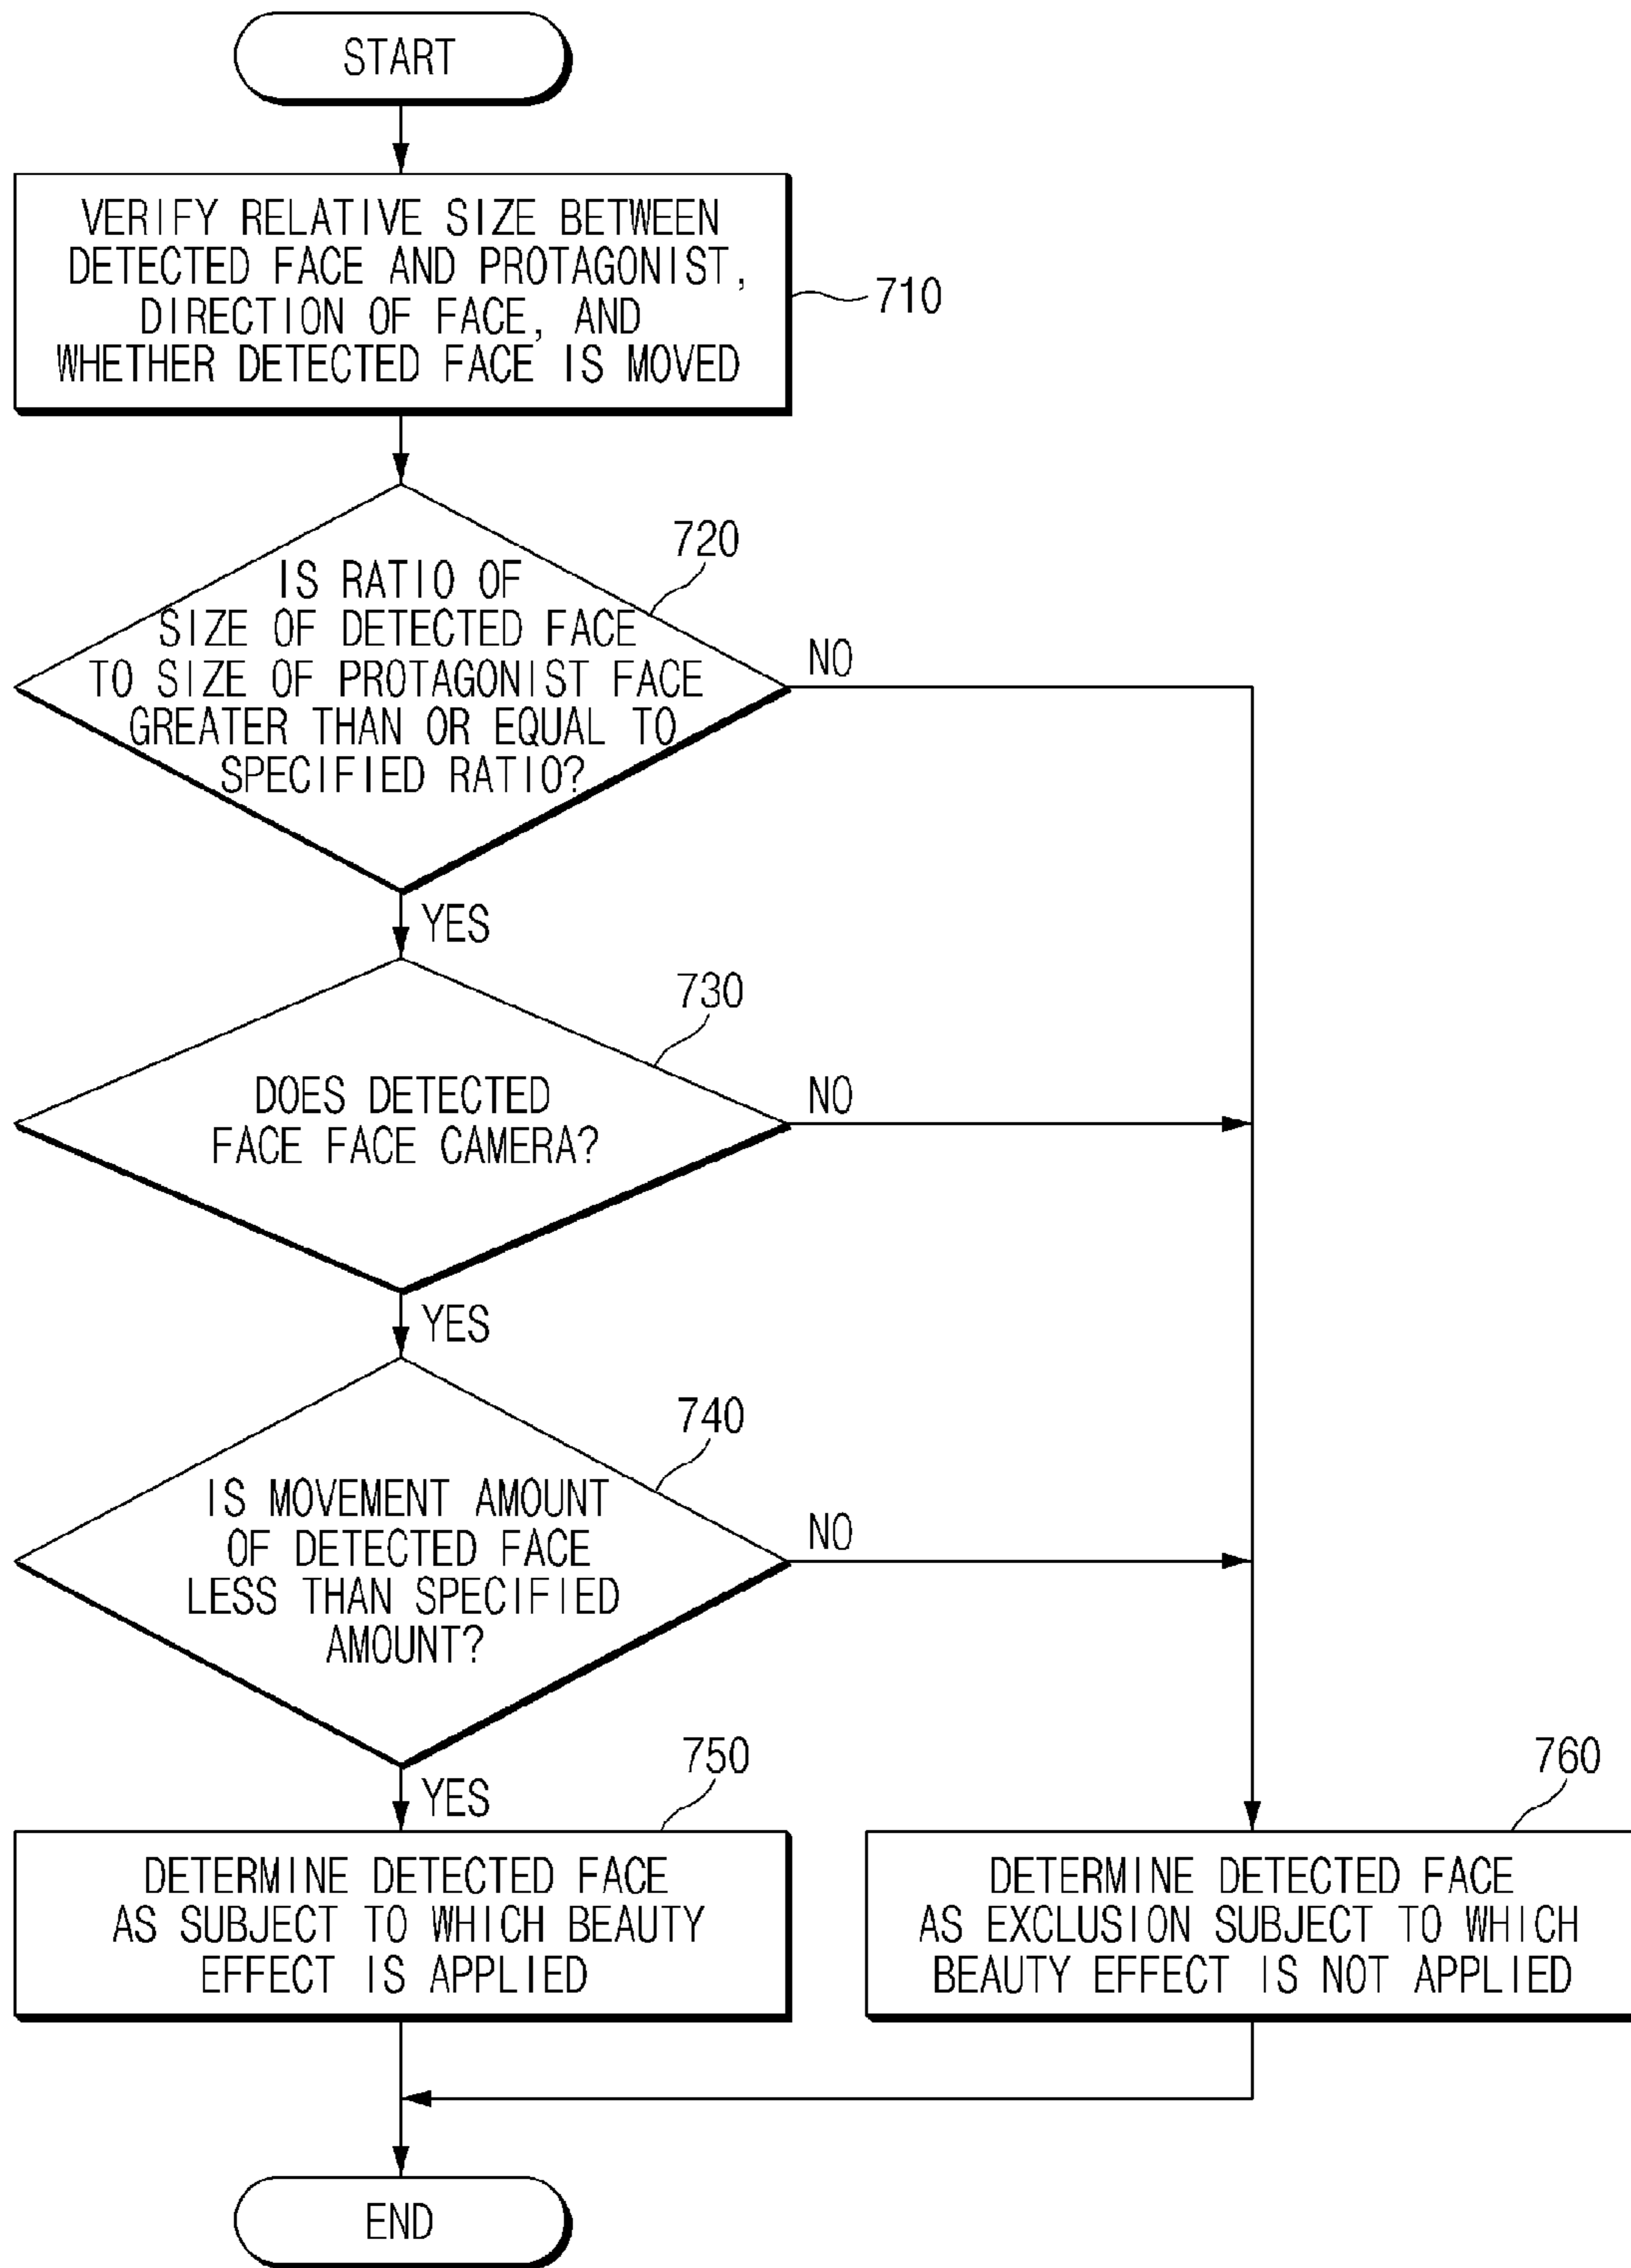 START
VERIFY RELATIVE SIZE BETWEEN
DETECTED FACE AND PROTAGONIST,
DIRECTION OF FACE, AND
WHETHER DETECTED FACE IS MOVED
710
720
IS RATIO OF
SIZE OF DETECTED FACE
TO SIZE OF PROTAGONIST FACE
GREATER THAN OR EQUAL TO
SPECIFIED RATIO?
NO
YES
730
DOES DETECTED
FACE FACE CAMERA?
NO
YES
740
IS MOVEMENT AMOUNT
OF DETECTED FACE
LESS THAN SPECIFIED
AMOUNT?
NO
YES
750
DETERMINE DETECTED FACE
AS SUBJECT TO WHICH BEAUTY
EFFECT IS APPLIED
760
DETERMINE DETECTED FACE
AS EXCLUSION SUBJECT TO WHICH
BEAUTY EFFECT IS NOT APPLIED
END